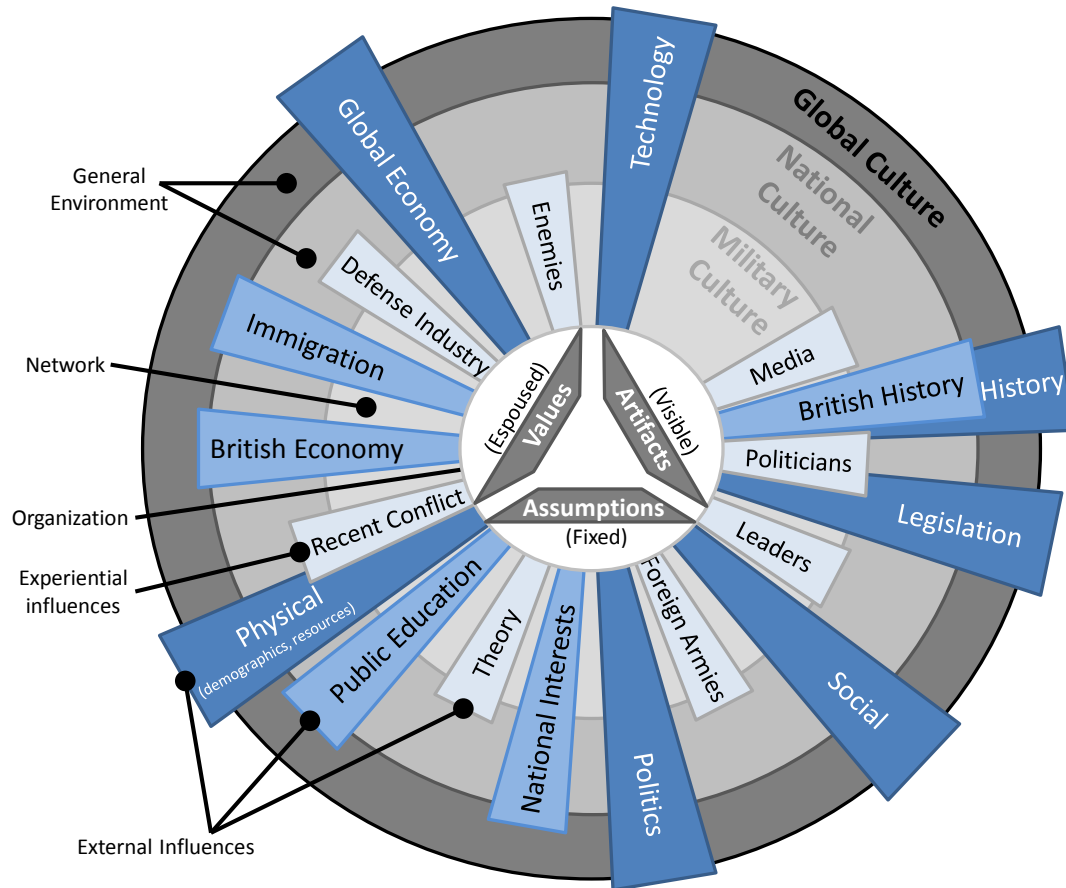 Technology
Global Economy
Global Culture
National
Culture
Military
Culture
General
Environment
Enemies
Defense Industry
Immigration
Media
British History
History
Network
(Espoused)
Values
(Visible)
Artifacts
British Economy
Politicians
Organization
Recent Conflict
Assumptions
(Fixed)
Legislation
Leaders
Experiential
influences
Physical
(demographics, resources)
Public Education
Theory
National Interests
Foreign Armies
Social
Politics
External Influences